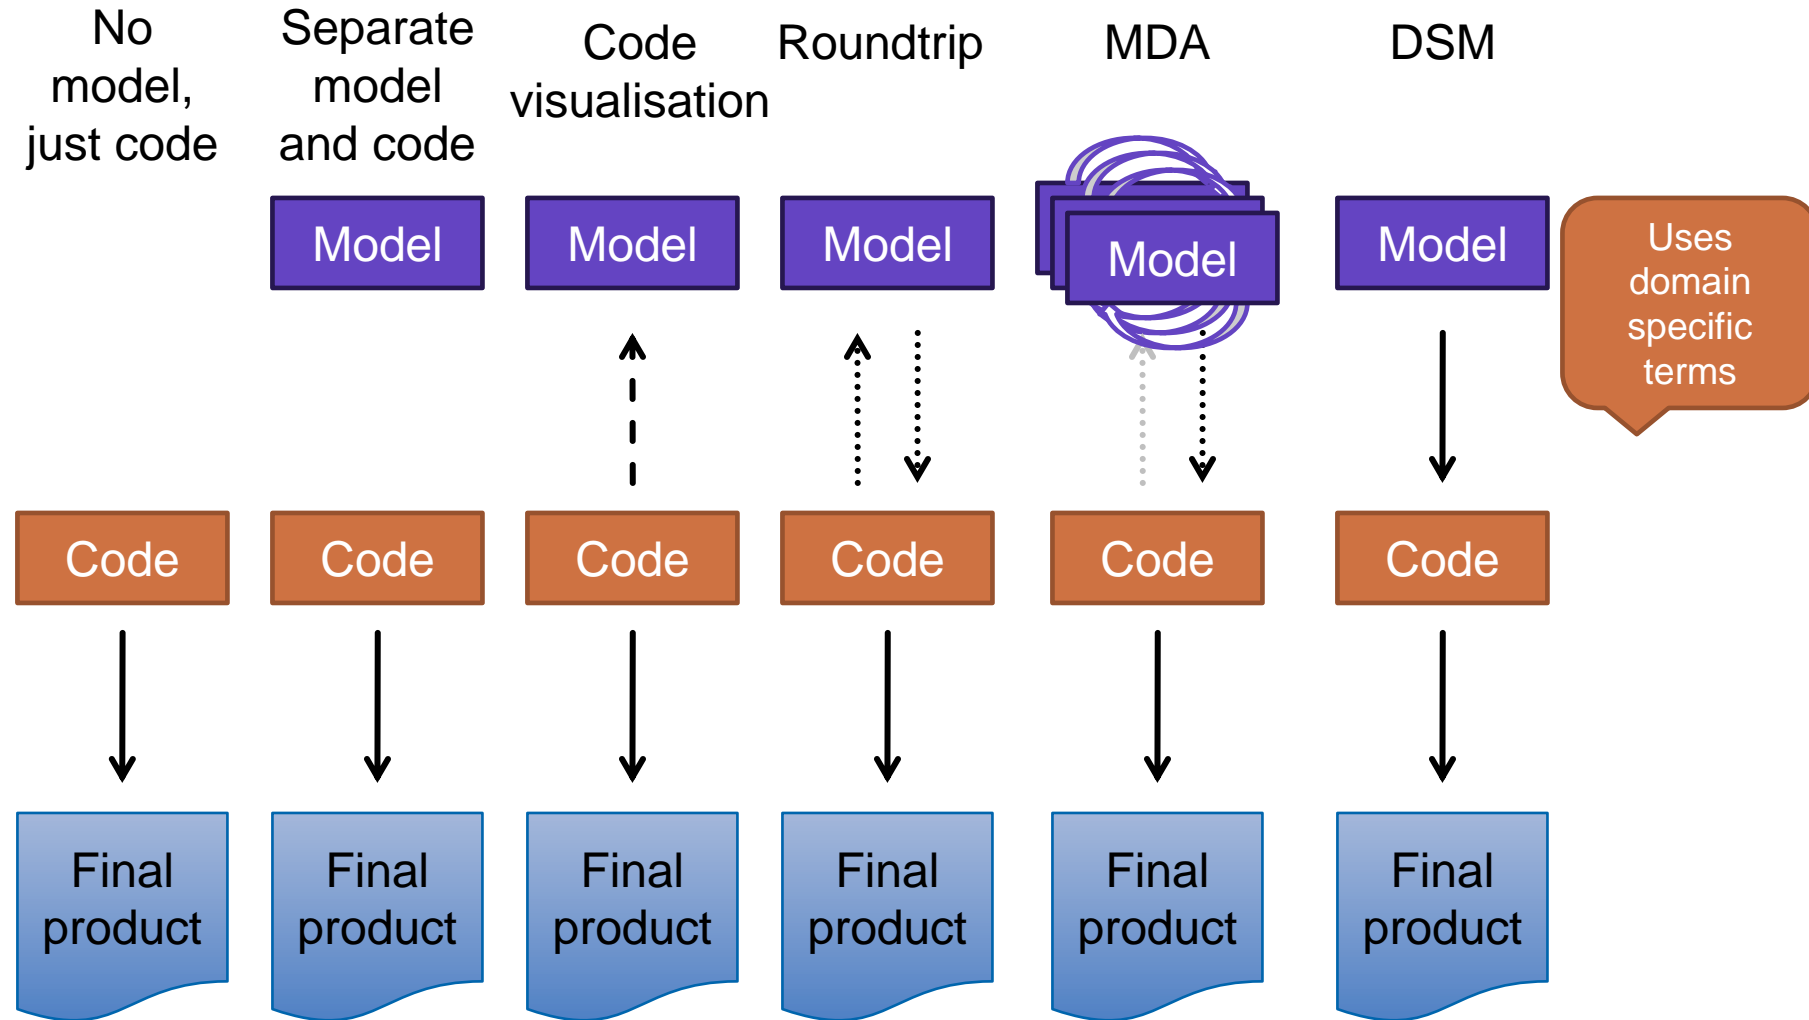 No
model,
just code
Separate
model
and code
Code
visualisation
Roundtrip
MDA
DSM
Model
Model
Model
Model
Model
Uses
domain
specific
terms
Code
Code
Code
Code
Code
Code
Final
product
Final
product
Final
product
Final
product
Final
product
Final
product